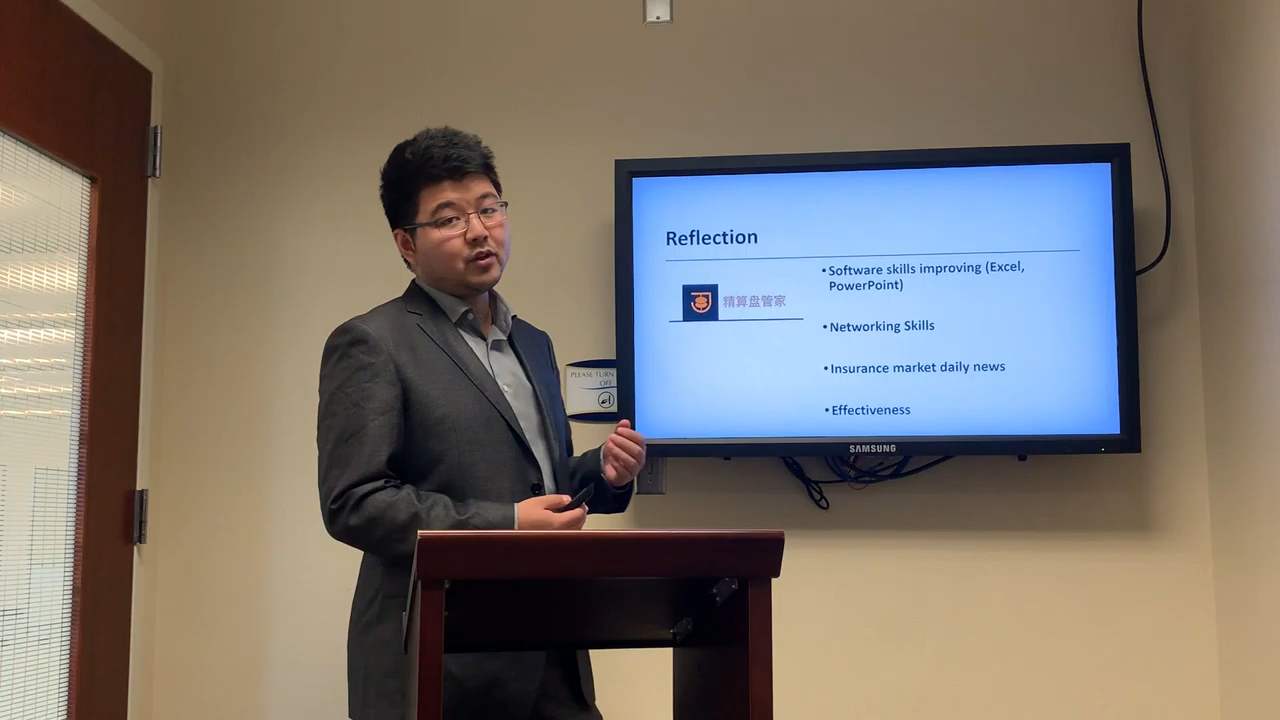 Reflection
精算盘管家
•Software skills improving (Excel,
PowerPoint)
•Networking Skills
•Insurance market daily news
•Effectiveness
PLEASE TURN
OFF
SAMSUNG